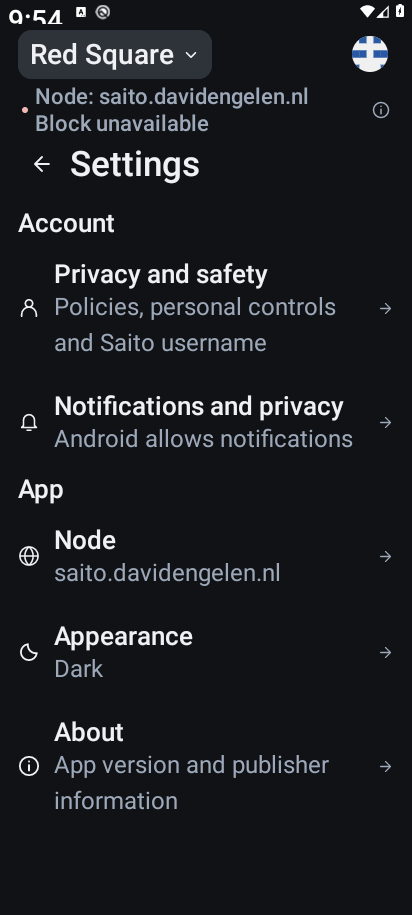 9:54
Red Square
Node: saito.davidengelen.nl
Block unavailable
Settings
Account
Privacy and safety
Policies, personal controls
and Saito username
Notifications and privacy
Android allows notifications
App
Node
saito.davidengelen.nl
Appearance
Dark
About
App version and publisher
information